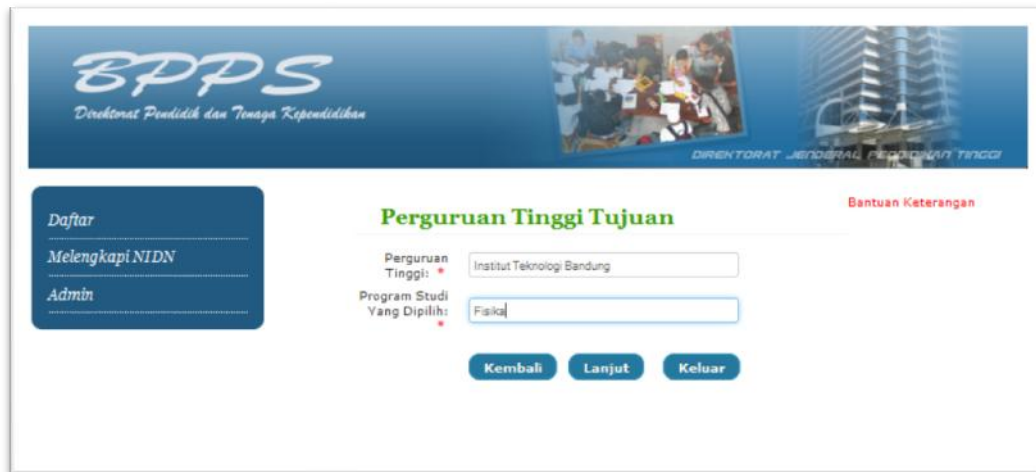 BPPS
Direktorat Pendidik dan Tenaga Kependidikan
DIREKTORAT JENDERAL PENDIDIKAN TINGGI
Daftar
Melengkapi NIDN
Admin
Perguruan Tinggi Tujuan
Perguruan
Tinggi: *
Institut Teknologi Bandung
Program Studi
Yang Dipilih:
*
Fisika
Kembali
Lanjut
Keluar
Bantuan Keterangan